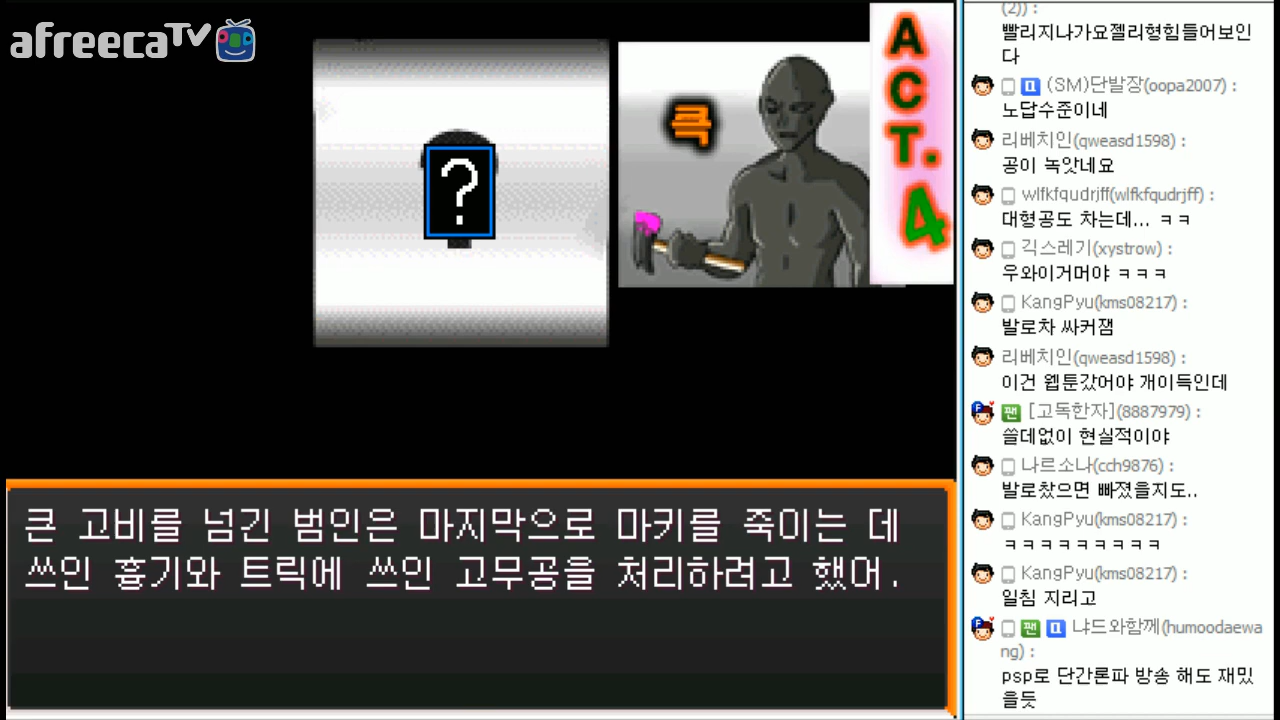 afreecaTV
?
큭
ACT.4
큰 고비를 넘긴 범인은 마지막으로 마키를 죽이는 데
쓰인 흉기와 트릭에 쓰인 고무공을 처리하려고 했어.
(2)) :
빨리지나가요젤리형힘들어보인
다
(SM)단발장(oopa2007) :
노답수준이네
리베치인(qweasd1598) :
공이 녹앗네요
wlfkfqudrjff(wlfkfqudrjff) :
대형공도 차는데... ㅋㅋ
긱스레기(xystrow) :
우와이거머야 ㅋㅋㅋ
KangPyu(kms08217) :
발로차 싸커잼
리베치인(qweasd1598) :
이건 웹툰갔어야 개이득인데
팬 [고독한자](8887979) :
쓸데없이 현실적이야
나르소나(cch9876) :
발로찼으면 빠졌을지도..
KangPyu(kms08217) :
ㅋㅋㅋㅋㅋㅋㅋㅋㅋ
KangPyu(kms08217) :
일침 지리고
팬 냐드와함께(humoodaewa
ng) :
psp로 단간론파 방송 해도 재밌
을듯